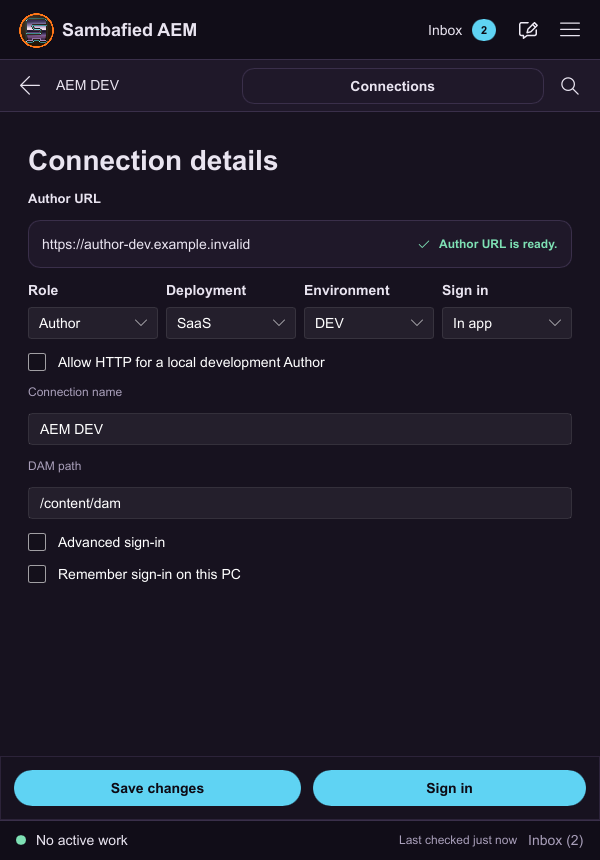 Sambafied AEM
Inbox 2
AEM DEV
Connections
Connection details
Author URL
https://author-dev.example.invalid
Author URL is ready.
Role Deployment Environment Sign in
Author SaaS DEV In app
Allow HTTP for a local development Author
Connection name
AEM DEV
DAM path
/content/dam
Advanced sign-in
Remember sign-in on this PC
Save changes Sign in
No active work
Last checked just now Inbox (2)